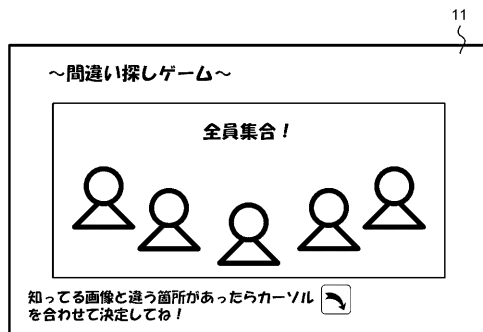 11
～間違い探しゲーム～
全員集合！
知ってる画像と違う箇所があったらカーソル
を合わせて決定してね！